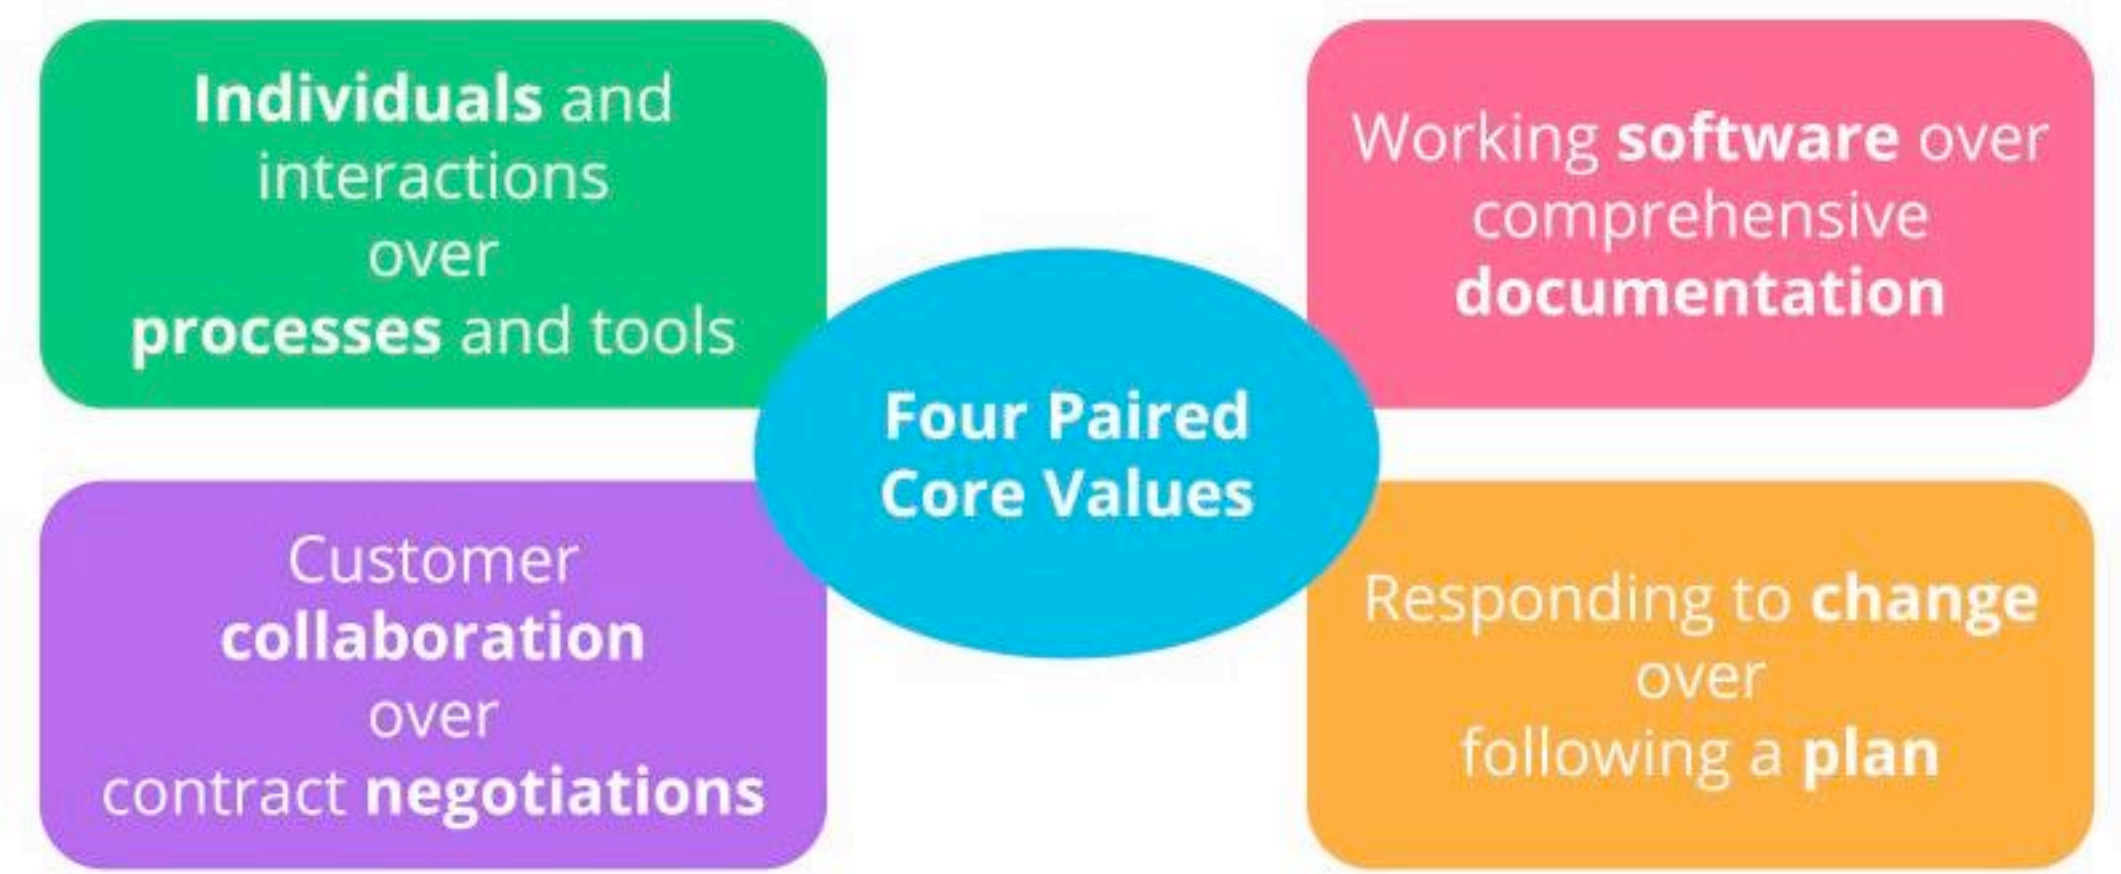 Individuals and
interactions
over
processes and tools
Working software over
comprehensive
documentation
Four Paired
Core Values
Customer
collaboration
over
contract negotiations
Responding to change
over
following a plan